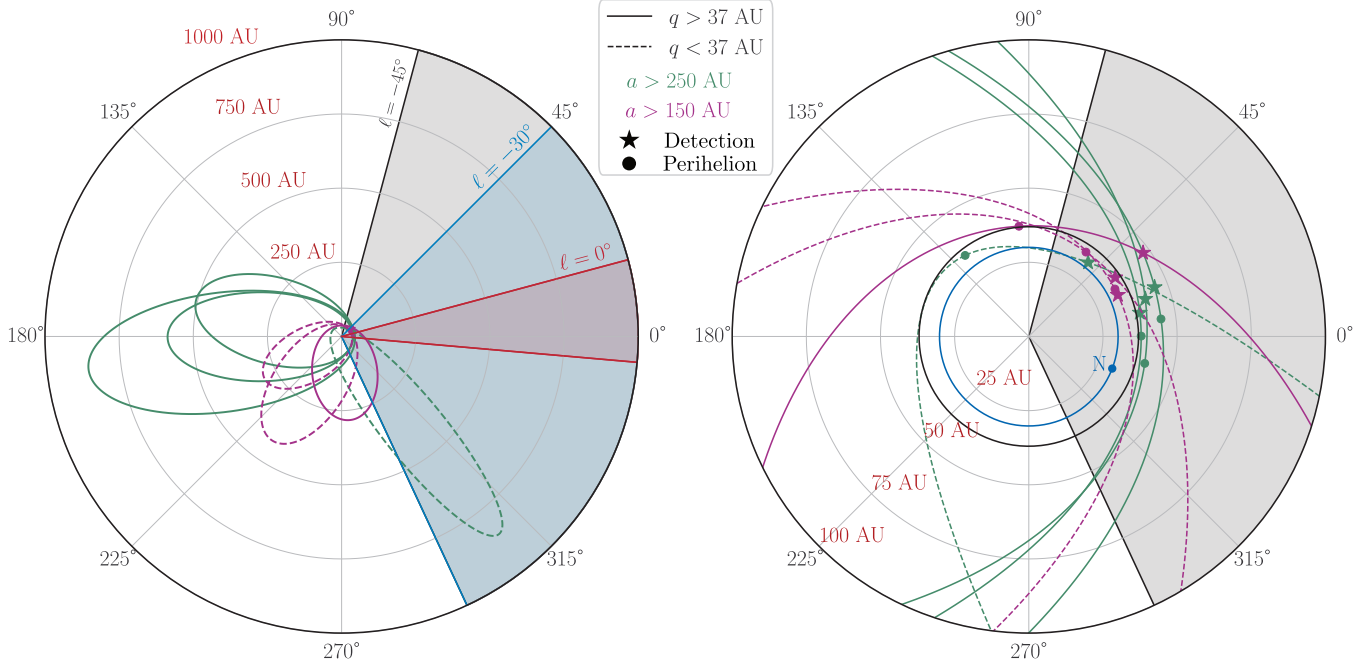 90°
1000 AU
ℓ = −45°
135°
750 AU
45°
ℓ = −30°
500 AU
250 AU
ℓ = 0°
180°
0°
225°
315°
270°
q > 37 AU
q < 37 AU
a > 250 AU
a > 150 AU
Detection
Perihelion
90°
135°
45°
180°
0°
N
25 AU
50 AU
75 AU
100 AU
225°
315°
270°